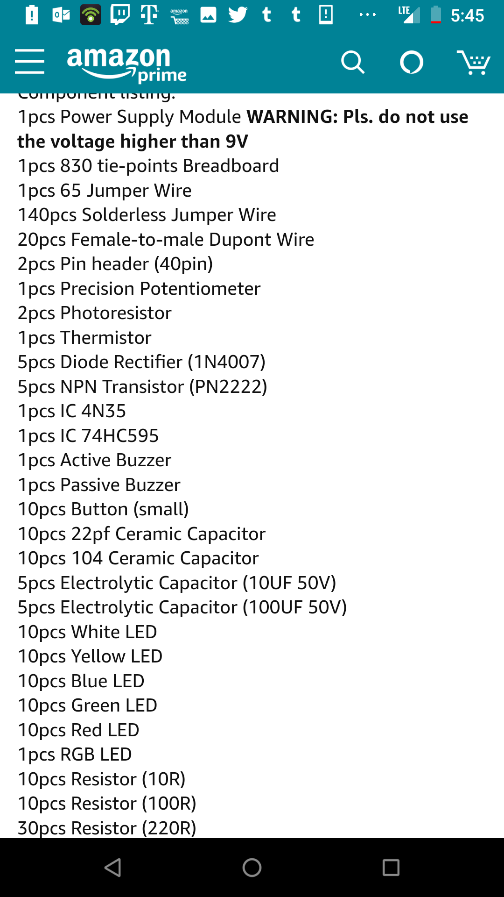 LTE
5:45
amazon
prime
Component listing:
1pcs Power Supply Module WARNING: Pls. do not use
the voltage higher than 9V
1pcs 830 tie-points Breadboard
1pcs 65 Jumper Wire
140pcs Solderless Jumper Wire
20pcs Female-to-male Dupont Wire
2pcs Pin header (40pin)
1pcs Precision Potentiometer
2pcs Photoresistor
1pcs Thermistor
5pcs Diode Rectifier (1N4007)
5pcs NPN Transistor (PN2222)
1pcs IC 4N35
1pcs IC 74HC595
1pcs Active Buzzer
1pcs Passive Buzzer
10pcs Button (small)
10pcs 22pf Ceramic Capacitor
10pcs 104 Ceramic Capacitor
5pcs Electrolytic Capacitor (10UF 50V)
5pcs Electrolytic Capacitor (100UF 50V)
10pcs White LED
10pcs Yellow LED
10pcs Blue LED
10pcs Green LED
10pcs Red LED
1pcs RGB LED
10pcs Resistor (10R)
10pcs Resistor (100R)
30pcs Resistor (220R)